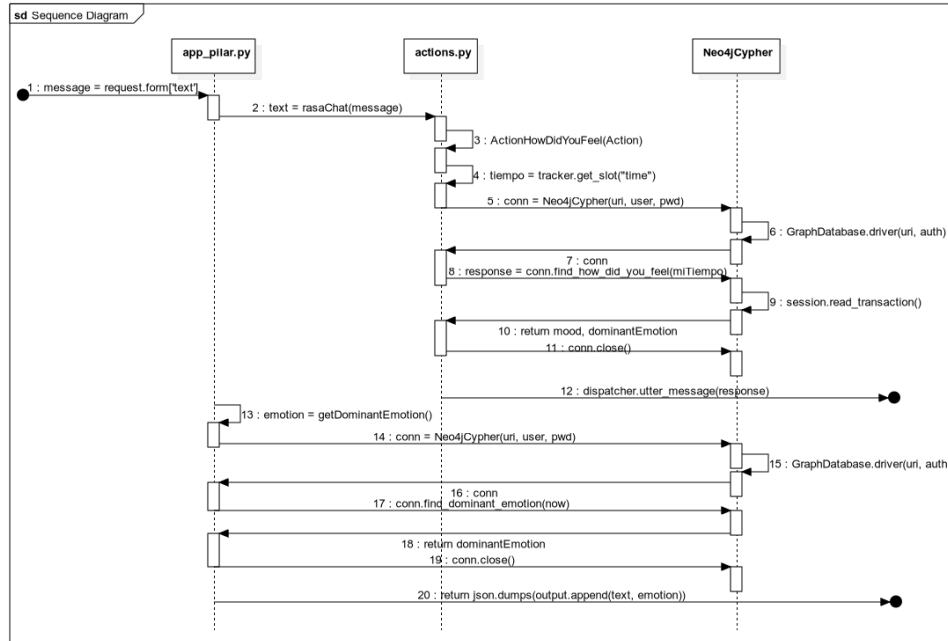 sd Sequence Diagram
app_pilar.py
actions.py
Neo4jCypher
1 : message = request.form['text']
2 : text = rasaChat(message)
3 : ActionHowDidYouFeel(Action)
4 : tiempo = tracker.get_slot("time")
5 : conn = Neo4jCypher(uri, user, pwd)
6 : GraphDatabase.driver(uri, auth)
7 : conn
8 : response = conn.find_how_did_you_feel(miTiempo)
9 : session.read_transaction()
10 : return mood, dominantEmotion
11 : conn.close()
12 : dispatcher.utter_message(response)
13 : emotion = getDominantEmotion()
14 : conn = Neo4jCypher(uri, user, pwd)
15 : GraphDatabase.driver(uri, auth
16 : conn
17 : conn.find_dominant_emotion(now)
18 : return dominantEmotion
19 : conn.close()
20 : return json.dumps(output.append(text, emotion))